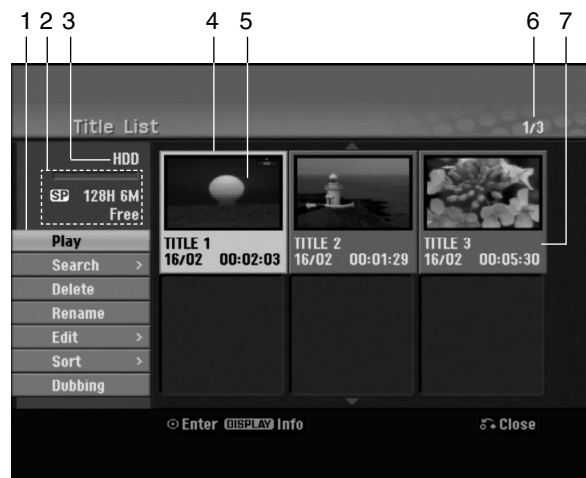 1 2 3 4 5 6 7
Title List
1/3
HDD
SP 128H 6M
Free
Play
Search >
Delete
Rename
Edit >
Sort >
Dubbing
TITLE 1
16/02 00:02:03
TITLE 2
16/02 00:01:29
TITLE 3
16/02 00:05:30
Enter DISPLAY Info
Close